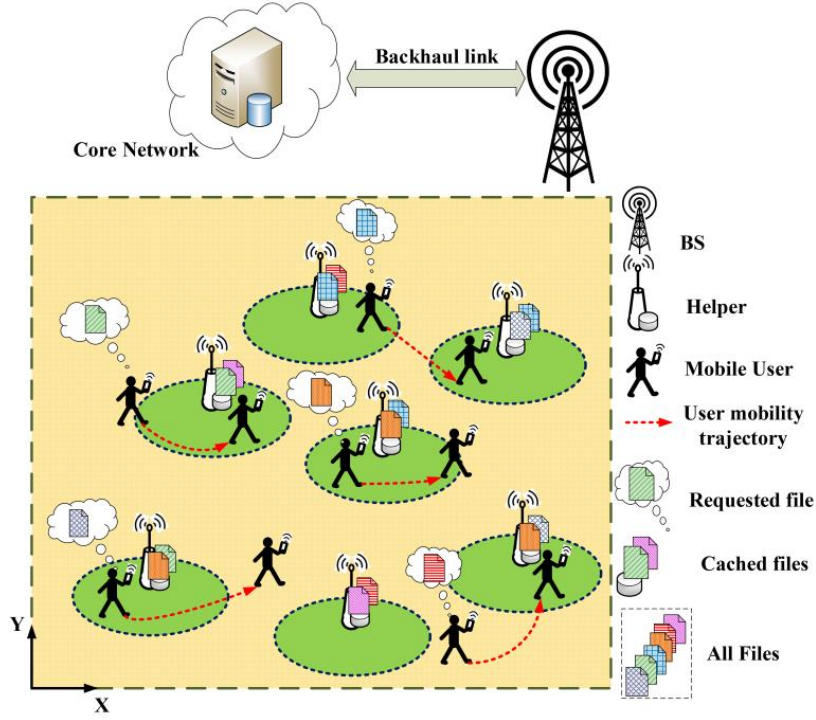 Backhaul link
Core Network
BS
Helper
Mobile User
User mobility
trajectory
Requested file
Cached files
All Files
Y
X